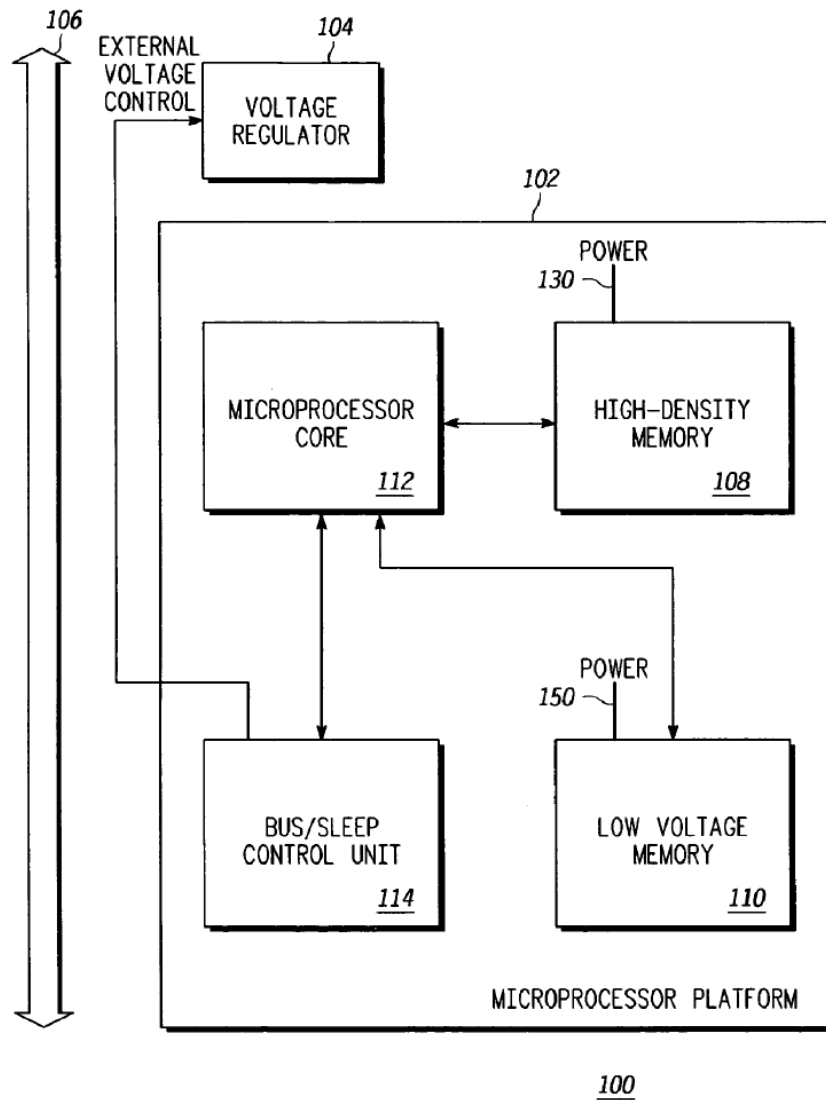 106
EXTERNAL
VOLTAGE
CONTROL
104
VOLTAGE
REGULATOR
102
POWER
130
MICROPROCESSOR
CORE
112
HIGH-DENSITY
MEMORY
108
POWER
150
BUS/SLEEP
CONTROL UNIT
114
LOW VOLTAGE
MEMORY
110
MICROPROCESSOR PLATFORM
100